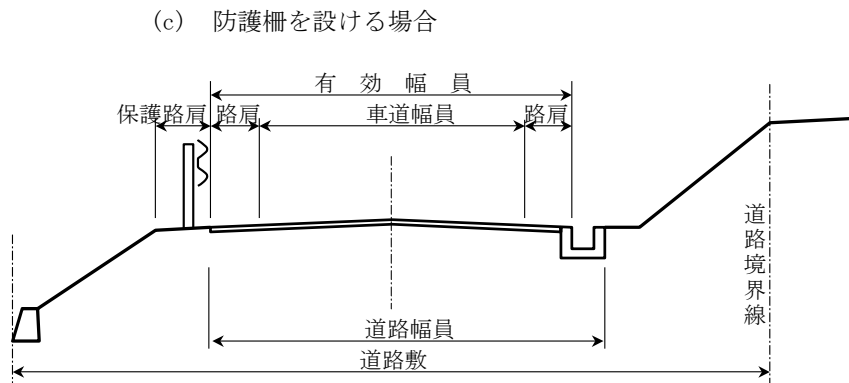 (c) 防護柵を設ける場合
有効幅員
保護路肩 路肩 車道幅員 路肩
道路境界線
道路幅員
道路敷